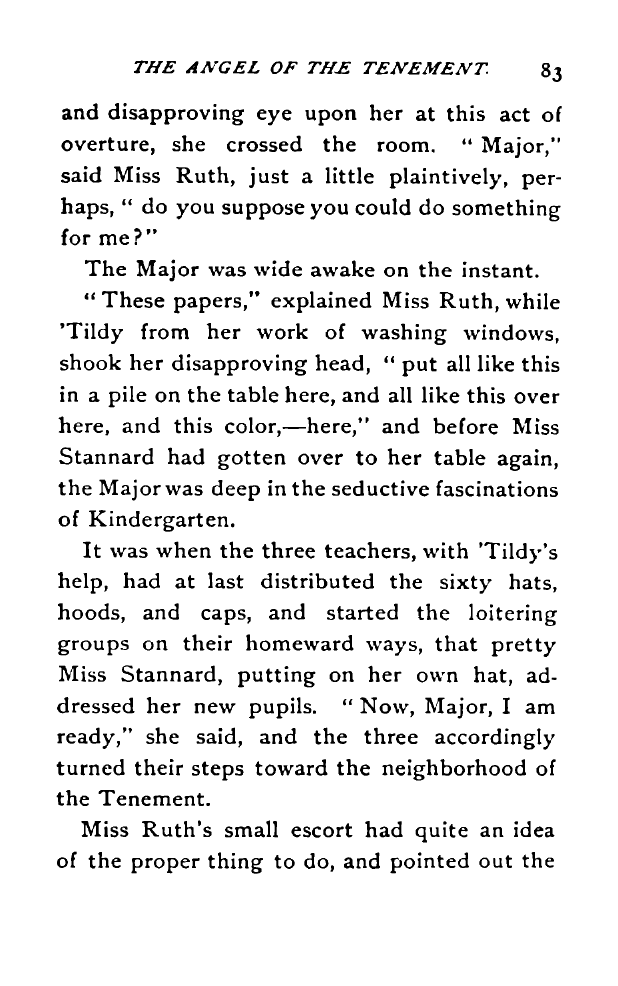 THE ANGEL OF THE TENEMENT. 83
and disapproving eye upon her at this act of
overture, she crossed the room. “ Major,”
said Miss Ruth, just a little plaintively, per-
haps, “ do you suppose you could do something
for me?”
The Major was wide awake on the instant.
“ These papers,” explained Miss Ruth, while
’Tildy from her work of washing windows,
shook her disapproving head, “ put all like this
in a pile on the table here, and all like this over
here, and this color,—here,” and before Miss
Stannard had gotten over to her table again,
the Major was deep in the seductive fascinations
of Kindergarten.
It was when the three teachers, with ’Tildy’s
help, had at last distributed the sixty hats,
hoods, and caps, and started the loitering
groups on their homeward ways, that pretty
Miss Stannard, putting on her own hat, ad-
dressed her new pupils. “ Now, Major, I am
ready,” she said, and the three accordingly
turned their steps toward the neighborhood of
the Tenement.
Miss Ruth’s small escort had quite an idea
of the proper thing to do, and pointed out the